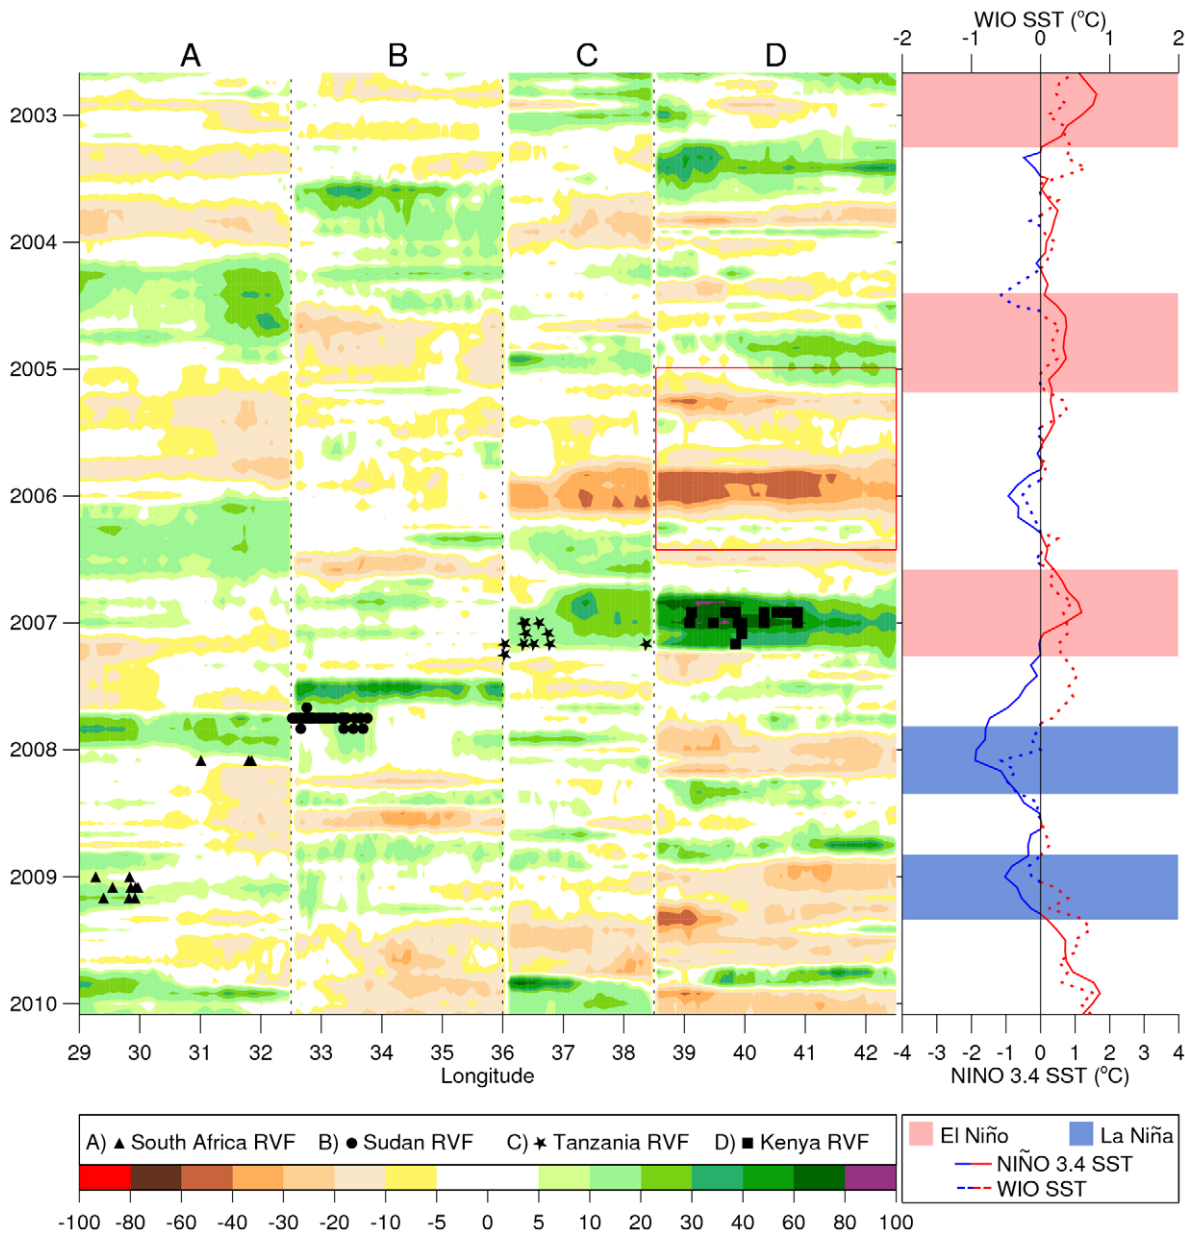 WIO SST (°C)
-2 -1 0 1 2
A B C D
2003
2004
2005
2006
2007
2008
2009
2010
29 30 31 32 33 34 35 36 37 38 39 40 41 42
Longitude
-4 -3 -2 -1 0 1 2 3 4
NINO 3.4 SST (°C)
A) ▲ South Africa RVF B) ● Sudan RVF C) ★ Tanzania RVF D) ■ Kenya RVF
-100 -80 -60 -40 -20 -10 -5 0 5 10 20 30 40 60 80 100
El Niño La Niña
NIÑO 3.4 SST
WIO SST